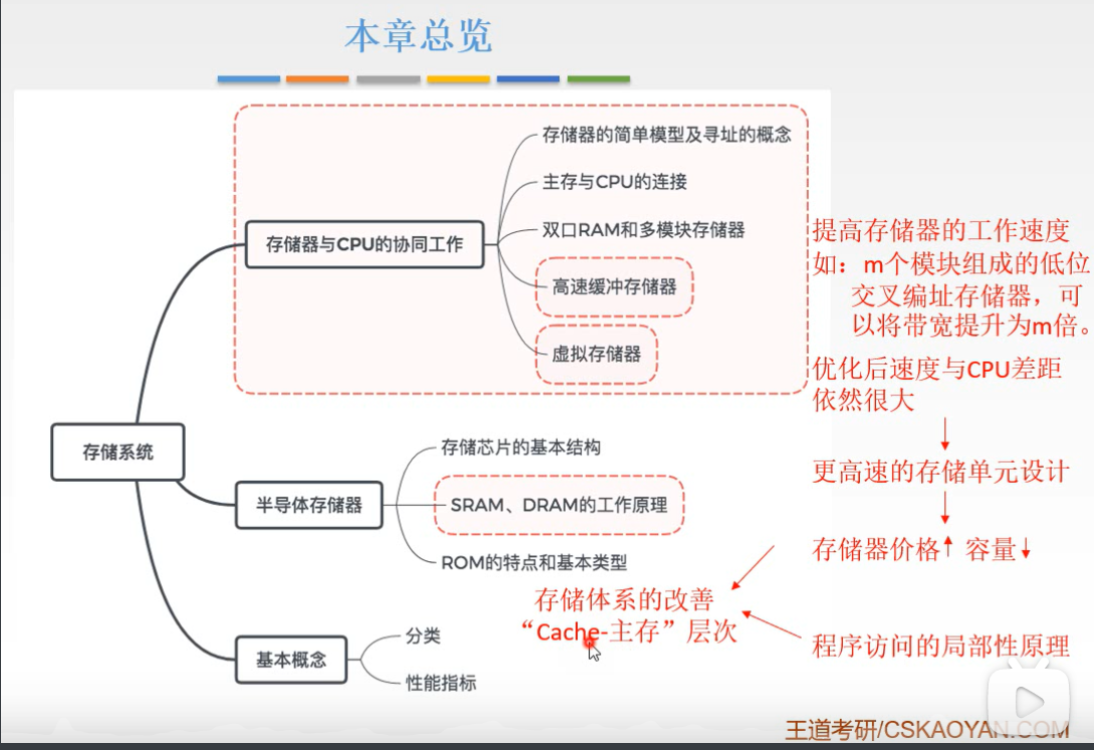 本章总览
存储器的简单模型及寻址的概念
主存与CPU的连接
存储器与CPU的协同工作
双口RAM和多模块存储器
高速缓冲存储器
虚拟存储器
提高存储器的工作速度
如：m个模块组成的低位
交叉编址存储器，可
以将带宽提升为m倍。
优化后速度与CPU差距
依然很大
更高速的存储单元设计
存储器价格↑ 容量↓
存储系统
存储芯片的基本结构
半导体存储器
SRAM、DRAM的工作原理
ROM的特点和基本类型
存储体系的改善
“Cache-主存”层次
程序访问的局部性原理
基本概念
分类
性能指标
王道考研/CSKAOYAN.COM